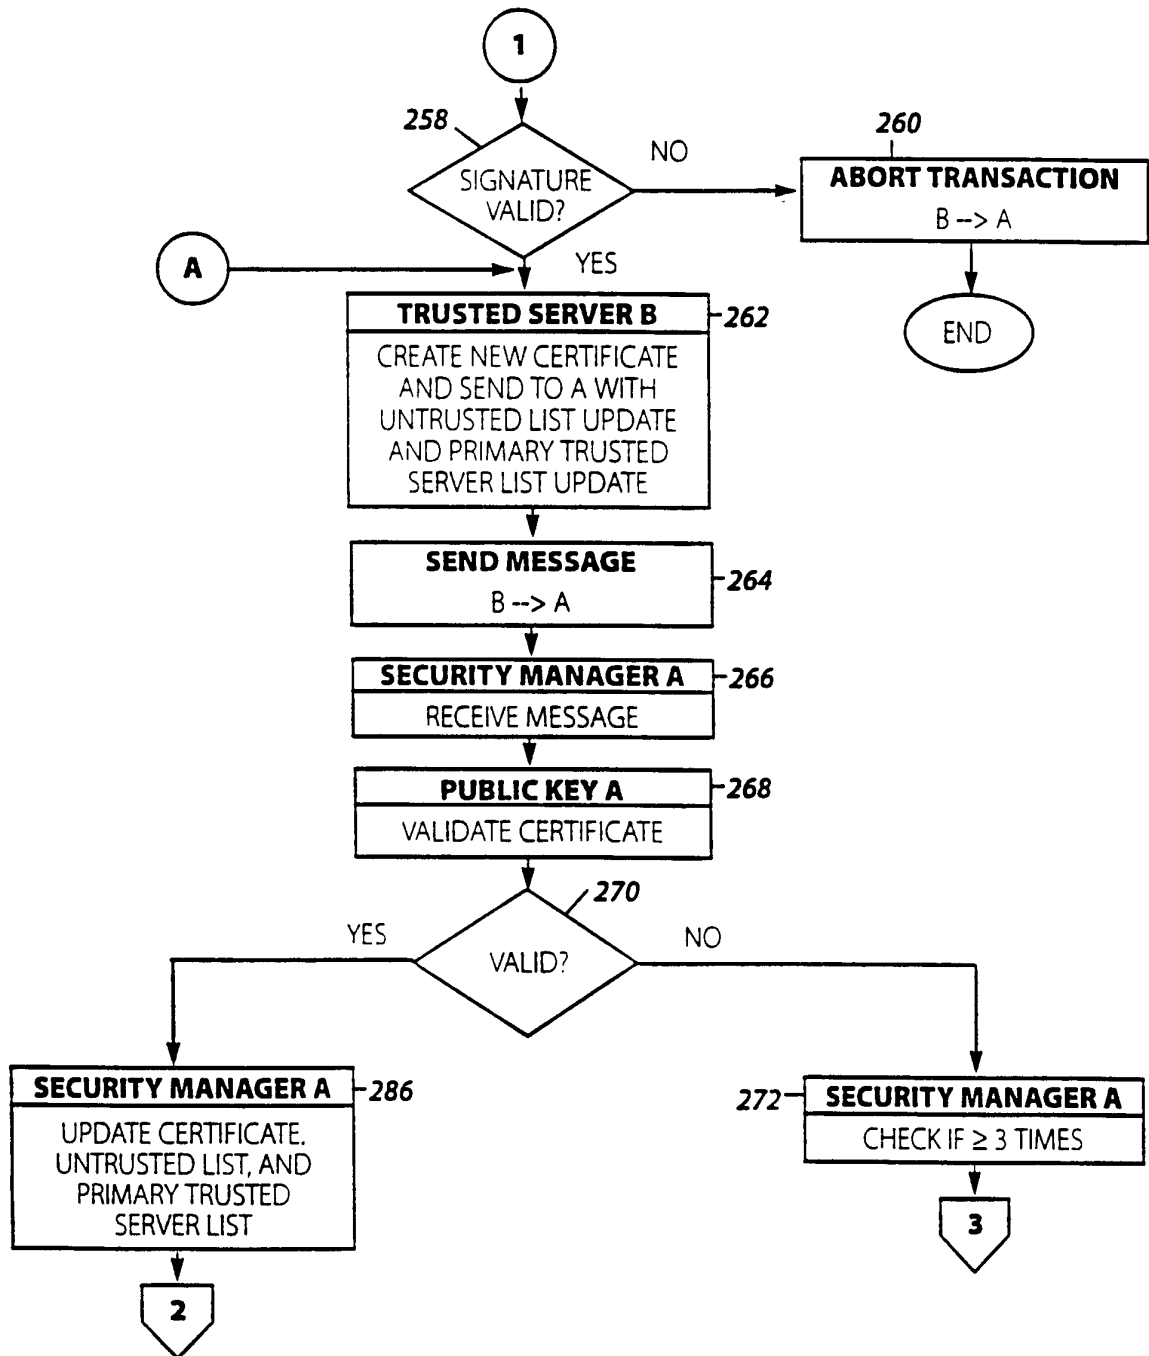 1
258
SIGNATURE
VALID?
NO
260
ABORT TRANSACTION
B --> A
END
A
YES
TRUSTED SERVER B
262
CREATE NEW CERTIFICATE
AND SEND TO A WITH
UNTRUSTED LIST UPDATE
AND PRIMARY TRUSTED
SERVER LIST UPDATE
SEND MESSAGE
264
B --> A
SECURITY MANAGER A
266
RECEIVE MESSAGE
PUBLIC KEY A
268
VALIDATE CERTIFICATE
270
YES
VALID?
NO
SECURITY MANAGER A
286
UPDATE CERTIFICATE.
UNTRUSTED LIST, AND
PRIMARY TRUSTED
SERVER LIST
2
272
SECURITY MANAGER A
CHECK IF ≥ 3 TIMES
3